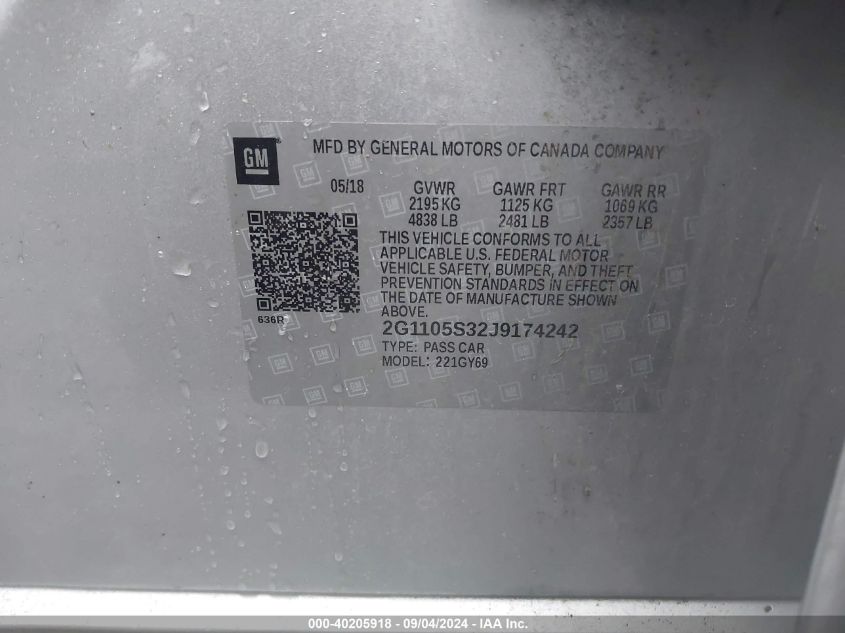 GM
MFD BY GENERAL MOTORS OF CANADA COMPANY
05/18 GVWR GAWR FRT GAWR RR
2195 KG 1125 KG 1069 KG
4838 LB 2481 LB 2357 LB
THIS VEHICLE CONFORMS TO ALL
APPLICABLE U.S. FEDERAL MOTOR
VEHICLE SAFETY, BUMPER, AND THEFT
PREVENTION STANDARDS IN EFFECT ON
THE DATE OF MANUFACTURE SHOWN
ABOVE.
636R
2G1105S32J9174242
TYPE: PASS CAR
MODEL: 221GY69
000-40205918 - 09/04/2024 - IAAI.com